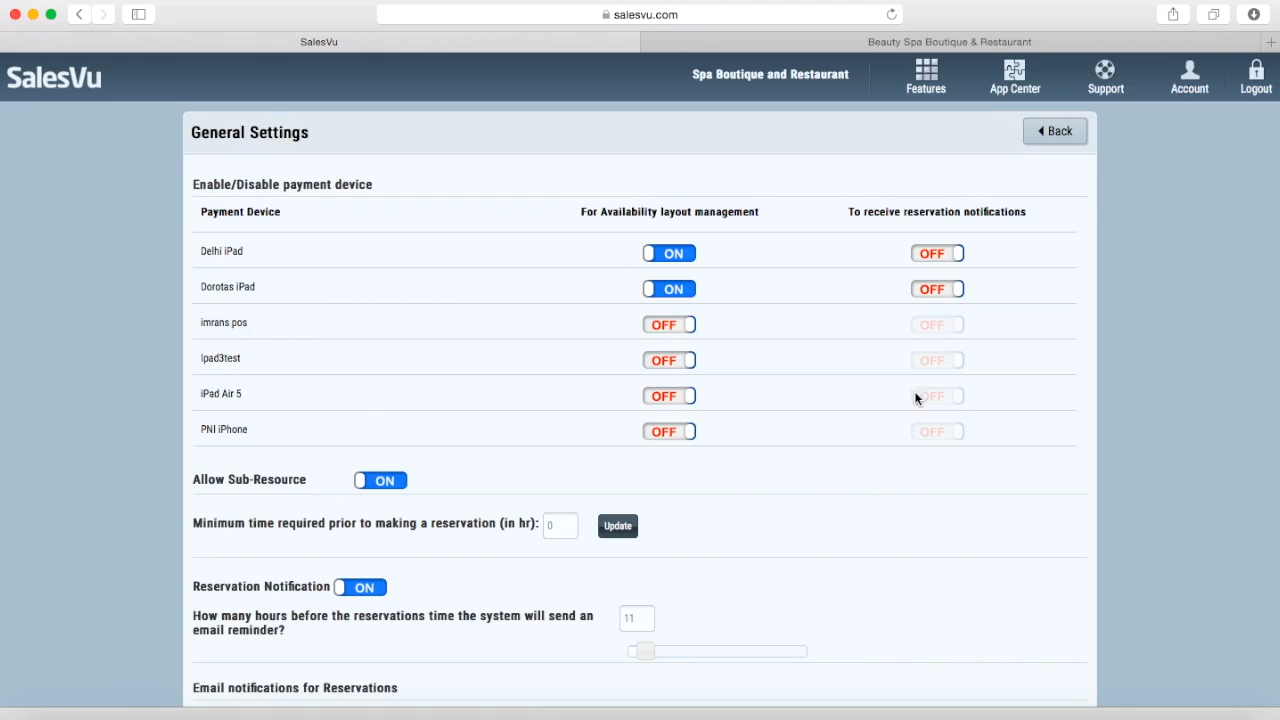 salesvu.com
SalesVu
Beauty Spa Boutique & Restaurant
SalesVu
Spa Boutique and Restaurant
Features
App Center
Support
Account
Logout
General Settings
Back
Enable/Disable payment device
Payment Device For Availability layout management To receive reservation notifications
Delhi iPad ON OFF
Dorotas iPad ON OFF
imrans pos OFF OFF
Ipad3test OFF OFF
iPad Air 5 OFF OFF
PNI iPhone OFF OFF
Allow Sub-Resource ON
Minimum time required prior to making a reservation (in hr): 0 Update
Reservation Notification ON
How many hours before the reservations time the system will send an 11
email reminder?
Email notifications for Reservations